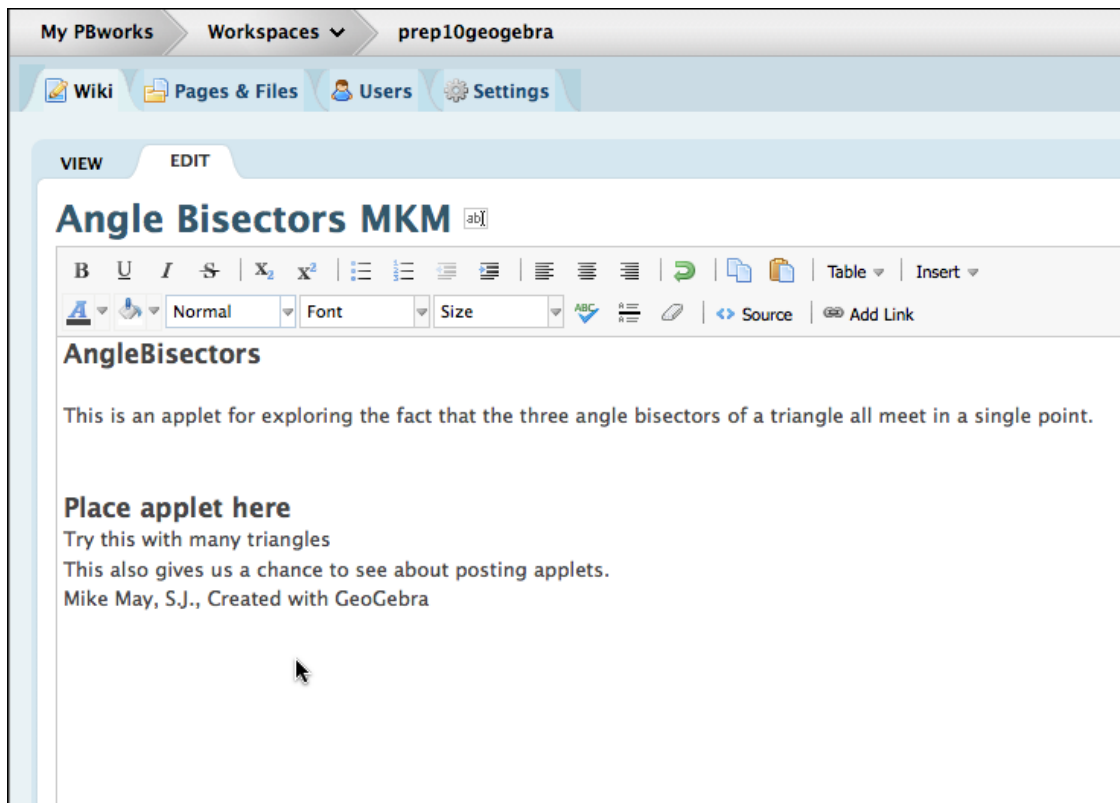 My PBworks Workspaces prep10geogebra
Wiki Pages & Files Users Settings
VIEW EDIT
Angle Bisectors MKM ab
B U I S X2 X2 Table Insert
A Normal Font Size ABC Source Add Link
AngleBisectors
This is an applet for exploring the fact that the three angle bisectors of a triangle all meet in a single point.
Place applet here
Try this with many triangles
This also gives us a chance to see about posting applets.
Mike May, S.J., Created with GeoGebra